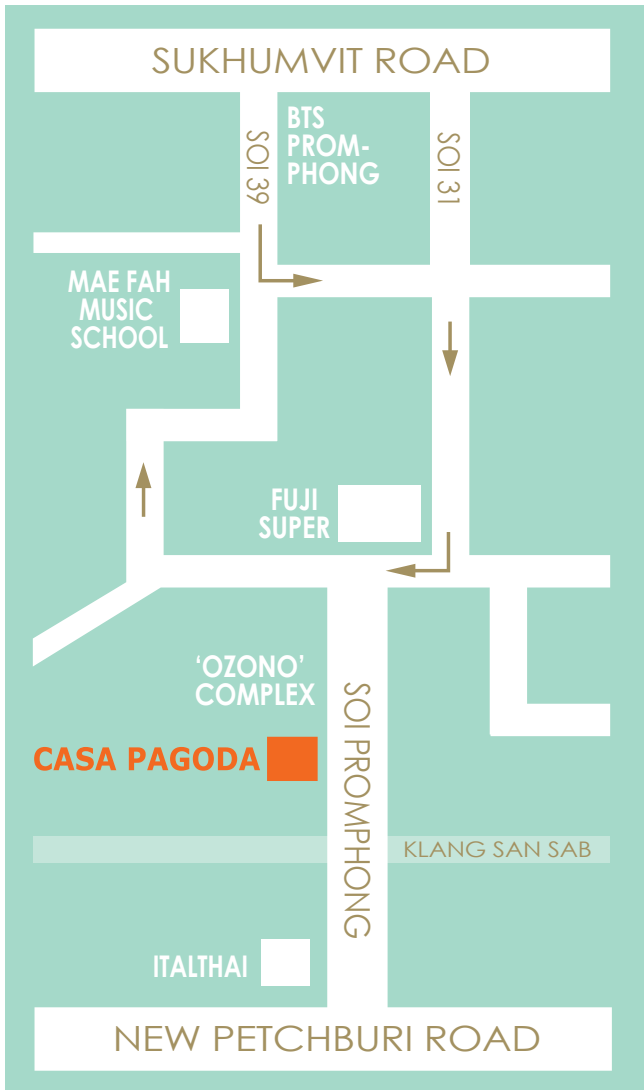 SUKHUMVIT ROAD
SOI 39
BTS
PROM-
PHONG
SOI 31
MAE FAH
MUSIC
SCHOOL
FUJI
SUPER
'OZONO'
COMPLEX
SOI PROMPHONG
CASA PAGODA
KLANG SAN SAB
ITALTHAI
NEW PETCHBURI ROAD